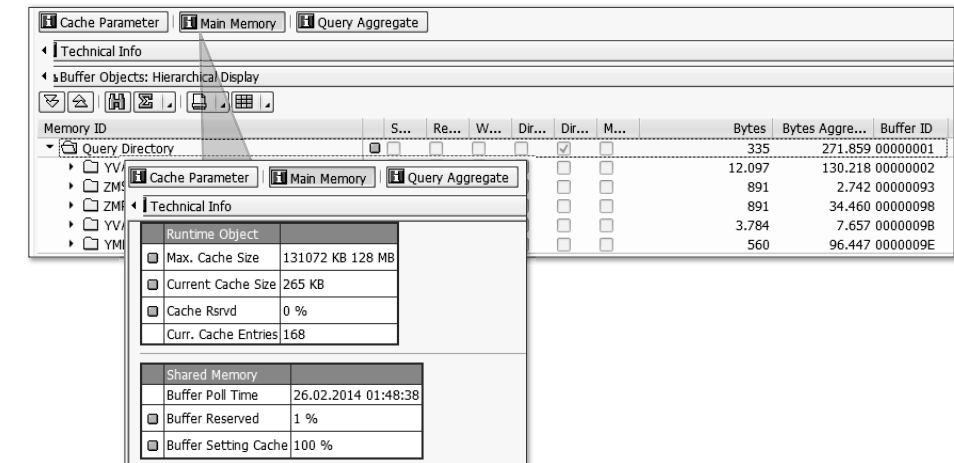 Cache Parameter Main Memory Query Aggregate
Technical Info
Buffer Objects: Hierarchical Display
Memory ID S... Re... W... Dir... Dir... M... Bytes Bytes Aggre... Buffer ID
Query Directory 335 271.859 00000001
YV 12.097 130.218 00000002
ZMS 891 2.742 00000093
891 34.460 00000098
YV 3.784 7.657 0000009B
560 96.447 0000009E
Cache Parameter Main Memory Query Aggregate
Technical Info
Runtime Object
Max. Cache Size 131072 KB 128 MB
Current Cache Size 265 KB
Cache Rsrvd 0 %
Curr. Cache Entries 168
Shared Memory
Buffer Poll Time 26.02.2014 01:48:38
Buffer Reserved 1 %
Buffer Setting Cache 100 %